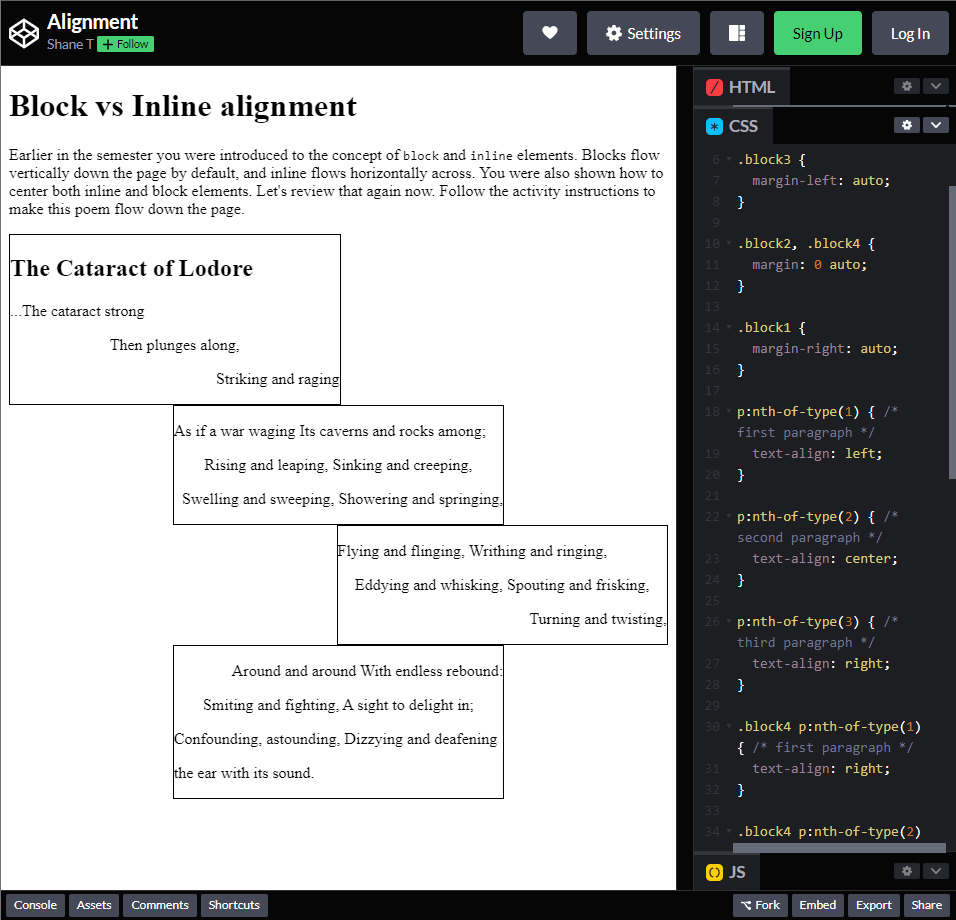 Alignment
Shane T + Follow
Settings
Sign Up
Log In
Block vs Inline alignment
Earlier in the semester you were introduced to the concept of block and inline elements. Blocks flow
vertically down the page by default, and inline flows horizontally across. You were also shown how to
center both inline and block elements. Let's review that again now. Follow the activity instructions to
make this poem flow down the page.
The Cataract of Lodore
...The cataract strong
Then plunges along,
Striking and raging
As if a war waging Its caverns and rocks among;
Rising and leaping, Sinking and creeping,
Swelling and sweeping, Showering and springing,
Flying and flinging, Writhing and ringing,
Eddying and whisking, Spouting and frisking,
Turning and twisting,
Around and around With endless rebound:
Smiting and fighting, A sight to delight in;
Confounding, astounding, Dizzying and deafening
the ear with its sound.
HTML
CSS
6 .block3 {
7 margin-left: auto;
8 }
9
10 .block2, .block4 {
11 margin: 0 auto;
12 }
13
14 .block1 {
15 margin-right: auto;
16 }
17
18 p:nth-of-type(1) { /*
first paragraph */
19 text-align: left;
20 }
21
22 p:nth-of-type(2) { /*
second paragraph */
23 text-align: center;
24 }
25
26 p:nth-of-type(3) { /*
third paragraph */
27 text-align: right;
28 }
29
30 .block4 p:nth-of-type(1)
{ /* first paragraph */
31 text-align: right;
32 }
33
34 .block4 p:nth-of-type(2)
JS
Console
Assets
Comments
Shortcuts
Fork
Embed
Export
Share